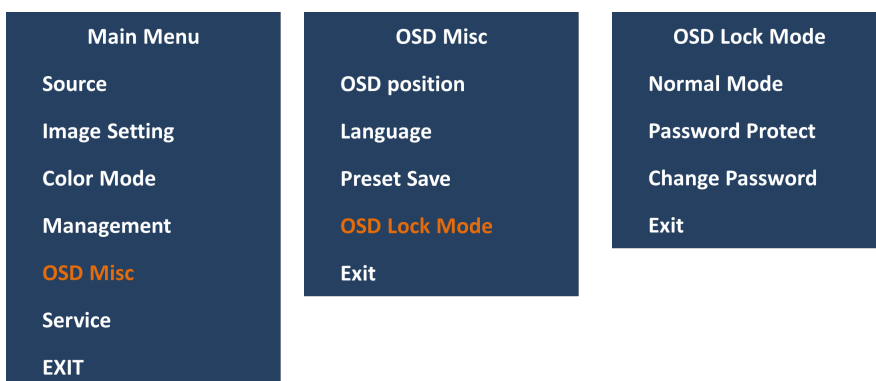 Main Menu
Source
Image Setting
Color Mode
Management
OSD Misc
Service
EXIT
OSD Misc
OSD position
Language
Preset Save
OSD Lock Mode
Exit
OSD Lock Mode
Normal Mode
Password Protect
Change Password
Exit